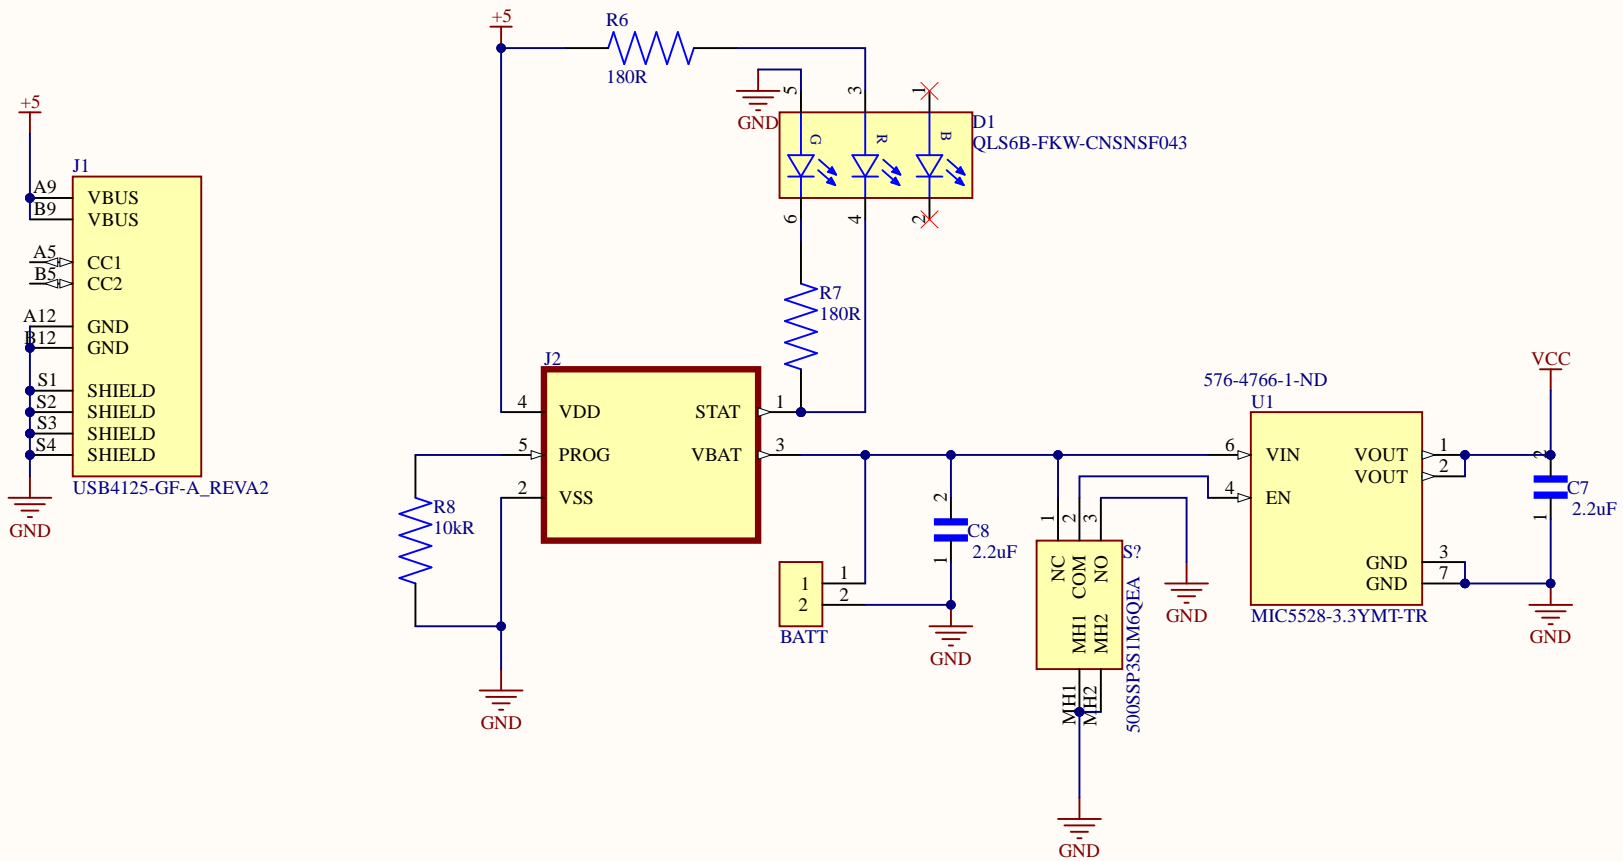 +5
J1
A9 VBUS
B9 VBUS
A5 CC1
B5 CC2
A12 GND
B12 GND
S1 SHIELD
S2 SHIELD
S3 SHIELD
S4 SHIELD
USB4125-GF-A_REVA2
GND
+5
R6
180R
GND
5 3 1
D1
QLS6B-FKW-CNSNSF043
G R B
6 4 2
R7
180R
J2
4 VDD STAT 1
5 PROG VBAT 3
2 VSS
R8
10kR
GND
1 1
2 2
BATT
2
C8
2.2uF
1
GND
1 2 3
NC COM NO
MH1 MH2
MH1 MH2
S?
500SSP3S1M6QEA
GND
GND
576-4766-1-ND
U1
6 VIN VOUT 1
VOUT 2
4 EN
GND 3
GND 7
MIC5528-3.3YMT-TR
VCC
2
C7
2.2uF
1
GND